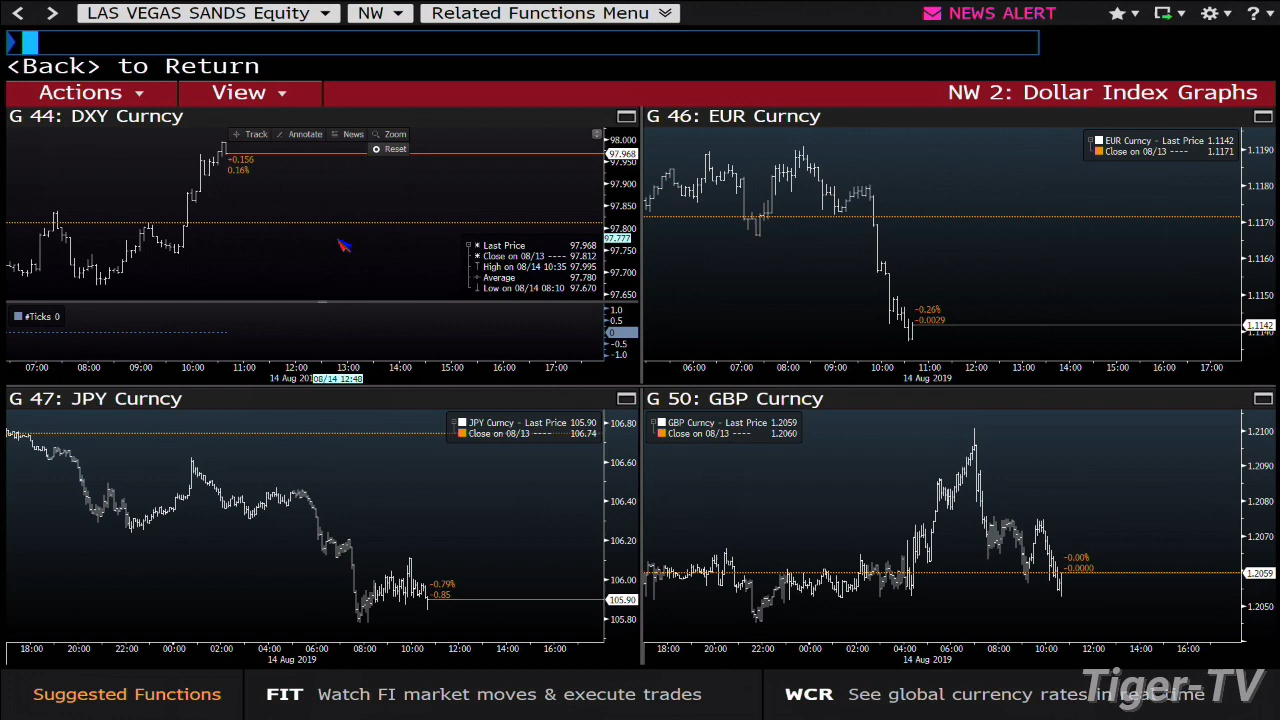 LAS VEGAS SANDS Equity NW Related Functions Menu NEWS ALERT ?
<Back> to Return
Actions View NW 2: Dollar Index Graphs
G 44: DXY Curncy
Track Annotate News Zoom
Reset
+0.156
0.16%
98.000
97.968
97.950
97.900
97.850
97.800
97.777
97.750
97.700
97.650
Last Price 97.968
Close on 08/13 ---- 97.812
High on 08/14 10:35 97.995
Average 97.780
Low on 08/14 08:10 97.670
#Ticks 0
1.0
0.5
0
-0.5
-1.0
07:00 08:00 09:00 10:00 11:00 12:00 13:00 14:00 15:00 16:00 17:00
14 Aug 201 08/14 12:48
G 46: EUR Curncy
EUR Curncy - Last Price 1.1142
Close on 08/13 ---- 1.1171
1.1190
1.1180
1.1170
1.1160
1.1150
1.1142
1.1140
-0.26%
-0.0029
06:00 07:00 08:00 09:00 10:00 11:00 12:00 13:00 14:00 15:00 16:00 17:00
14 Aug 2019
G 47: JPY Curncy
JPY Curncy - Last Price 105.90
Close on 08/13 ---- 106.74
106.80
106.60
106.40
106.20
106.00
105.90
105.80
-0.79%
-0.85
18:00 20:00 22:00 00:00 02:00 04:00 06:00 08:00 10:00 12:00 14:00 16:00
14 Aug 2019
G 50: GBP Curncy
GBP Curncy - Last Price 1.2059
Close on 08/13 ---- 1.2060
1.2100
1.2090
1.2080
1.2070
1.2059
1.2050
-0.00%
-0.0000
18:00 20:00 22:00 00:00 02:00 04:00 06:00 08:00 10:00 12:00 14:00 16:00
14 Aug 2019
Suggested Functions FIT Watch FI market moves & execute trades WCR See global currency rates in real time
Tiger-TV